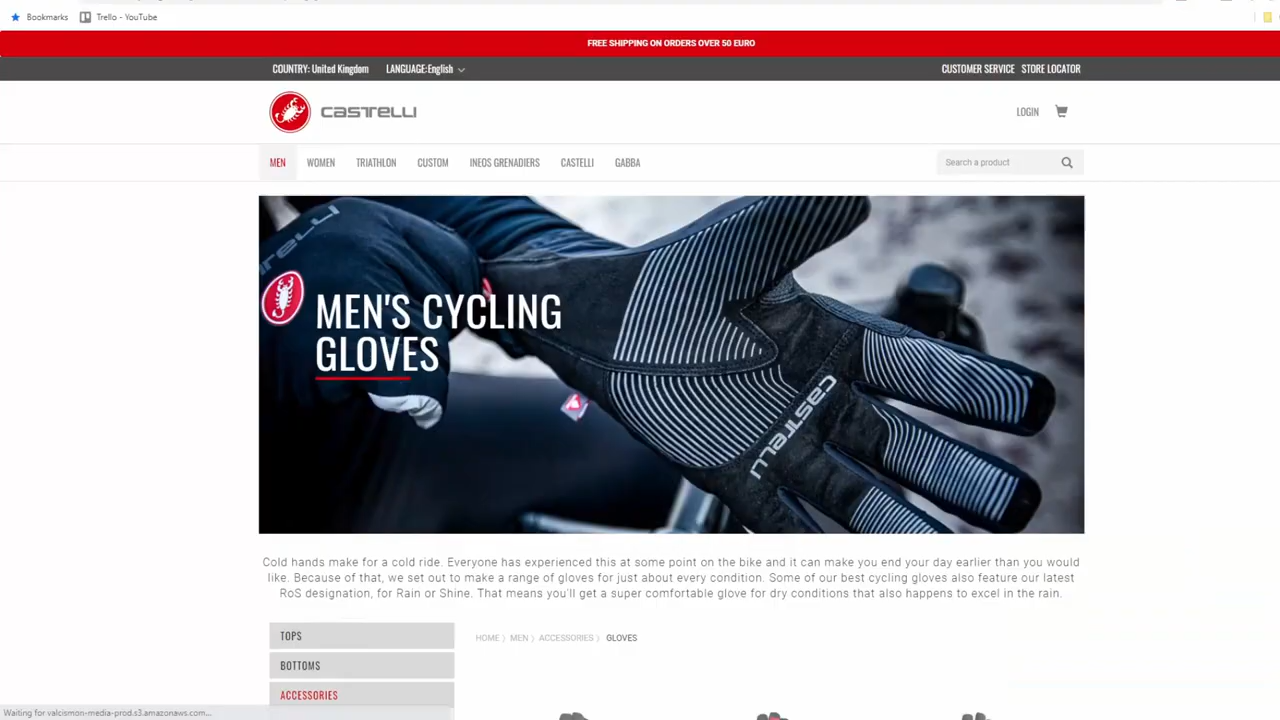 Bookmarks
Trello - YouTube
FREE SHIPPING ON ORDERS OVER 50 EURO
COUNTRY: United Kingdom
LANGUAGE:English
CUSTOMER SERVICE
STORE LOCATOR
CASTELLI
LOGIN
MEN
WOMEN
TRIATHLON
CUSTOM
INEOS GRENADIERS
CASTELLI
GABBA
Search a product
MEN'S CYCLING
GLOVES
CASTELLI
Cold hands make for a cold ride. Everyone has experienced this at some point on the bike and it can make you end your day earlier than you would
like. Because of that, we set out to make a range of gloves for just about every condition. Some of our best cycling gloves also feature our latest
RoS designation, for Rain or Shine. That means you'll get a super comfortable glove for dry conditions that also happens to excel in the rain.
TOPS
BOTTOMS
ACCESSORIES
HOME 〉 MEN 〉 ACCESSORIES 〉 GLOVES
Waiting for valcismon-media-prod.s3.amazonaws.com...